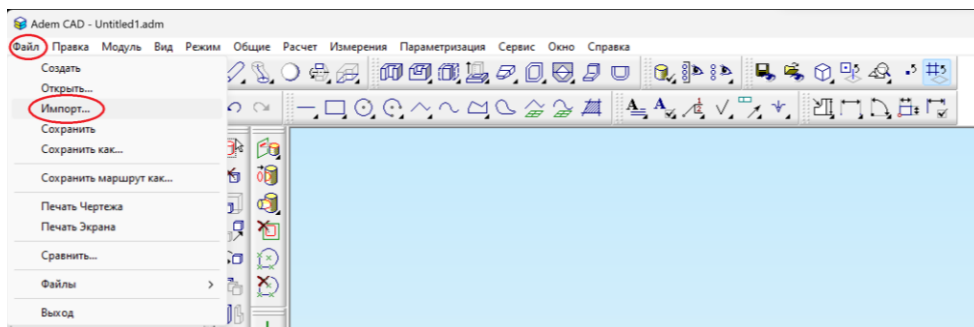 Adem CAD - Untitled1.adm
Файл Правка Модуль Вид Режим Общие Расчет Измерения Параметризация Сервис Окно Справка
Создать
Открыть...
Импорт...
Сохранить
Сохранить как...
Сохранить маршрут как...
Печать Чертежа
Печать Экрана
Сравнить...
Файлы
Выход